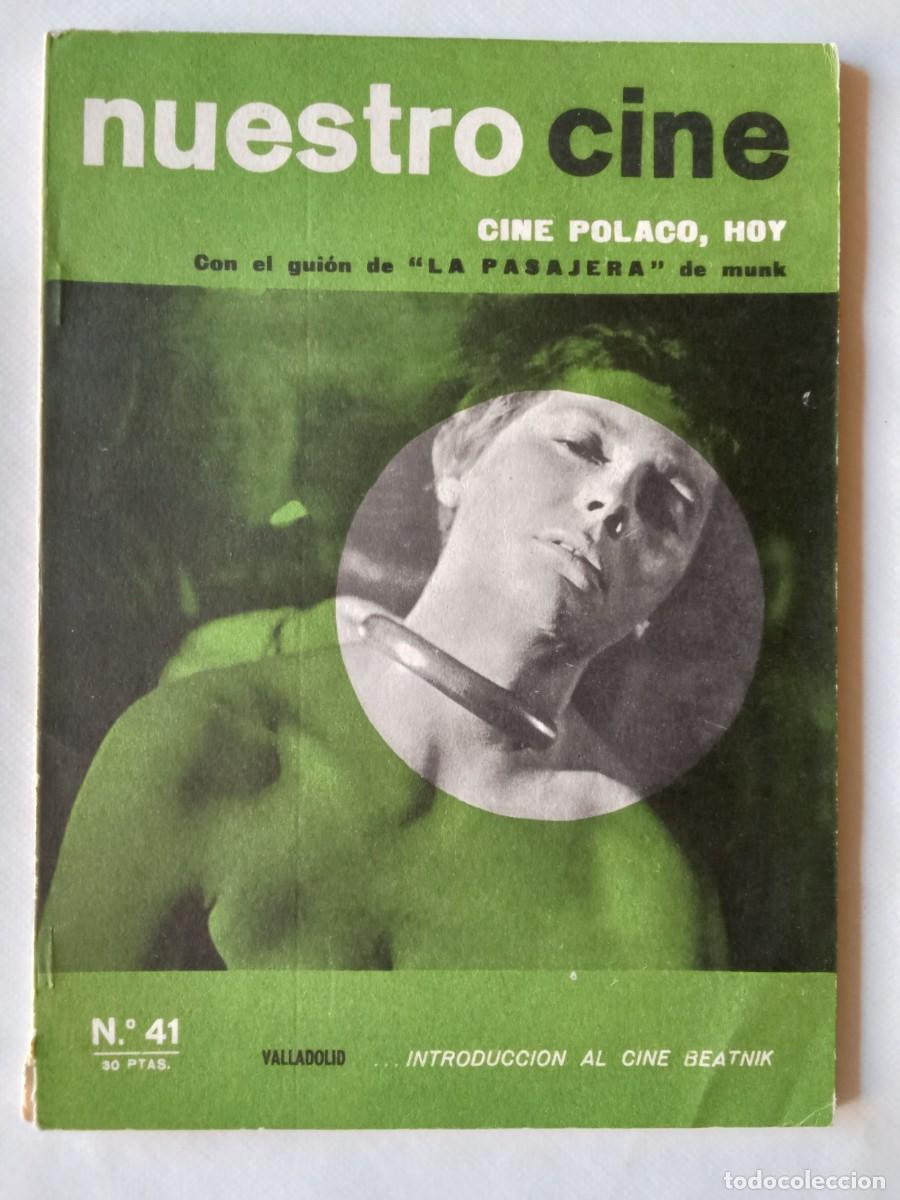 nuestro cine
CINE POLACO, HOY
Con el guión de "LA PASAJERA" de munk
N.º 41
30 PTAS.
VALLADOLID ...INTRODUCCION AL CINE BEATNIK
todocoleccion